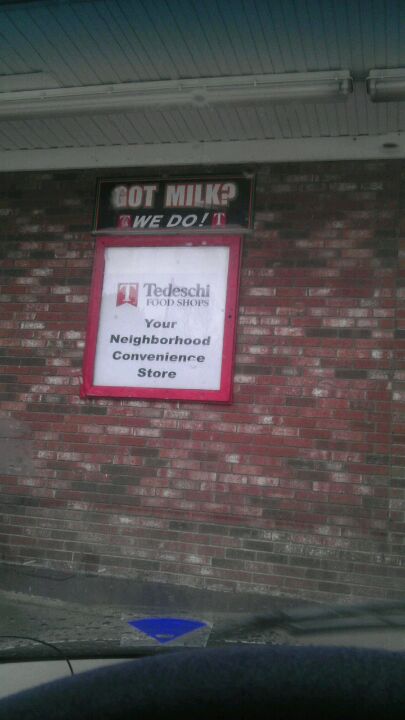 GOT MILK?
T WE DO! T
T Tedeschi
FOOD SHOPS
Your
Neighborhood
Convenience
Store